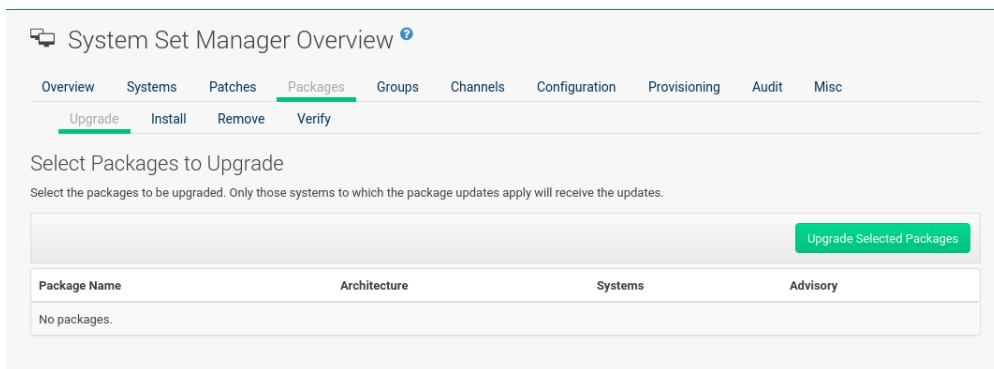 System Set Manager Overview ?
Overview Systems Patches Packages Groups Channels Configuration Provisioning Audit Misc
Upgrade Install Remove Verify
Select Packages to Upgrade
Select the packages to be upgraded. Only those systems to which the package updates apply will receive the updates.
Upgrade Selected Packages
Package Name Architecture Systems Advisory
No packages.